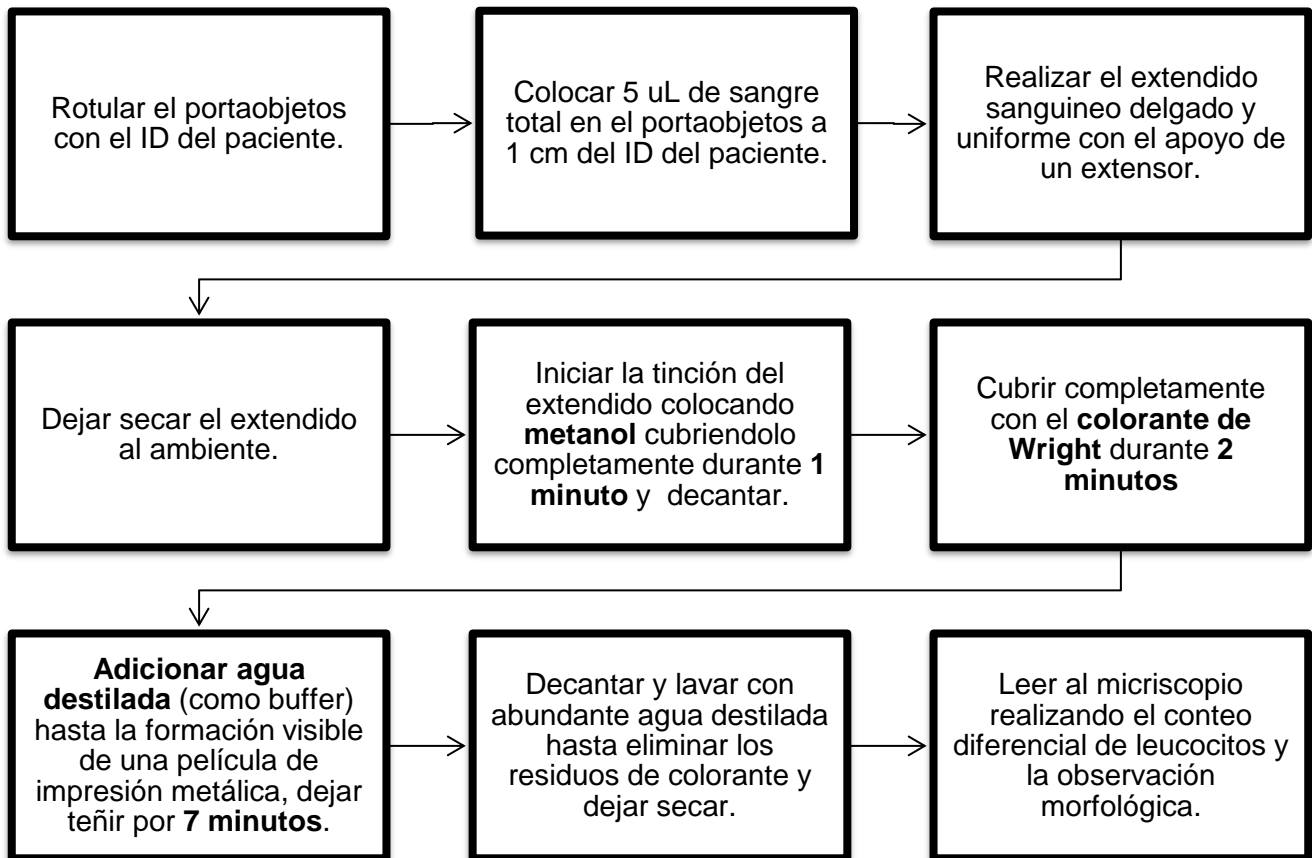 Rotular el portaobjetos
con el ID del paciente.
Colocar 5 uL de sangre
total en el portaobjetos a
1 cm del ID del paciente.
Realizar el extendido
sanguineo delgado y
uniforme con el apoyo de
un extensor.
Dejar secar el extendido
al ambiente.
Iniciar la tinción del
extendido colocando
metanol cubriendolo
completamente durante 1
minuto y decantar.
Cubrir completamente
con el colorante de
Wright durante 2
minutos
Adicionar agua
destilada (como buffer)
hasta la formación visible
de una película de
impresión metálica, dejar
teñir por 7 minutos.
Decantar y lavar con
abundante agua destilada
hasta eliminar los
residuos de colorante y
dejar secar.
Leer al micriscopio
realizando el conteo
diferencial de leucocitos y
la observación
morfológica.